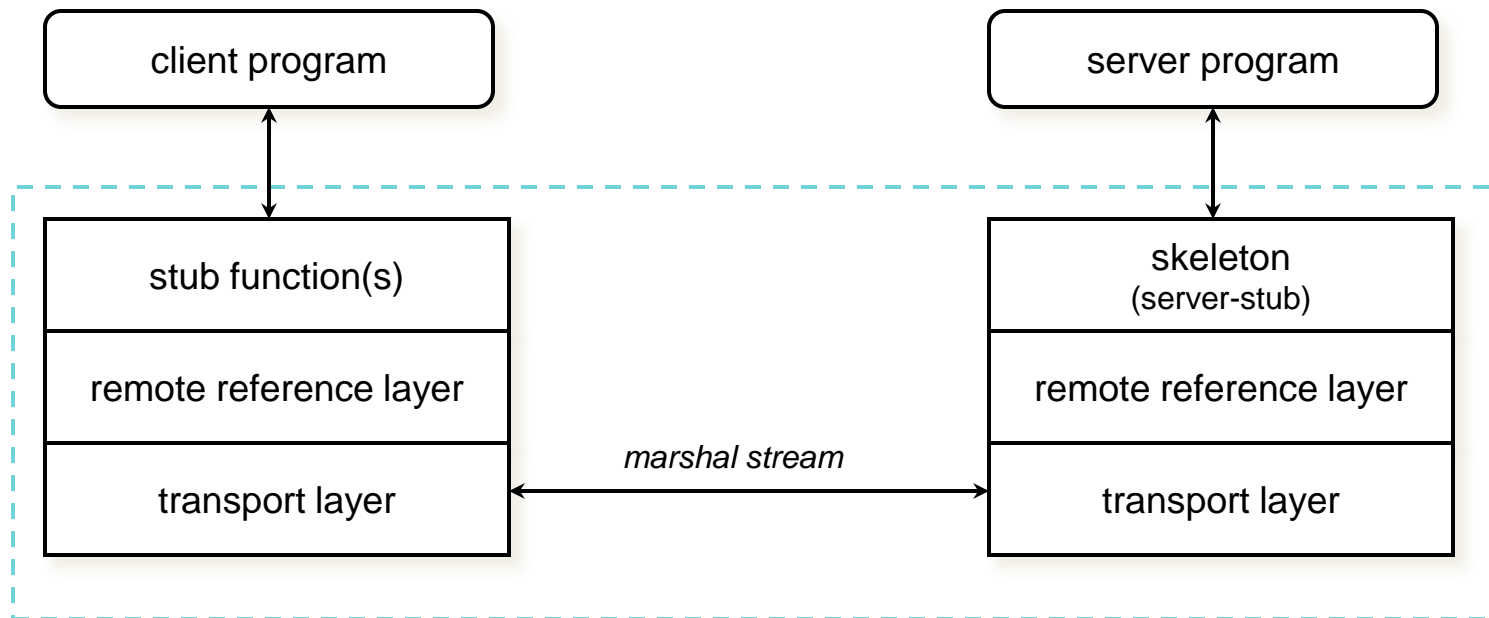 client program
server program
stub function(s)
skeleton
(server-stub)
remote reference layer
remote reference layer
marshal stream
transport layer
transport layer